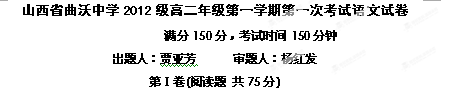 山西省曲沃中学2012级高二年级第一学期第一次考试语文试卷
满分150分，考试时间150分钟
出题人：贾亚芳 审题人：杨红发
第Ⅰ卷(阅读题 共75分)